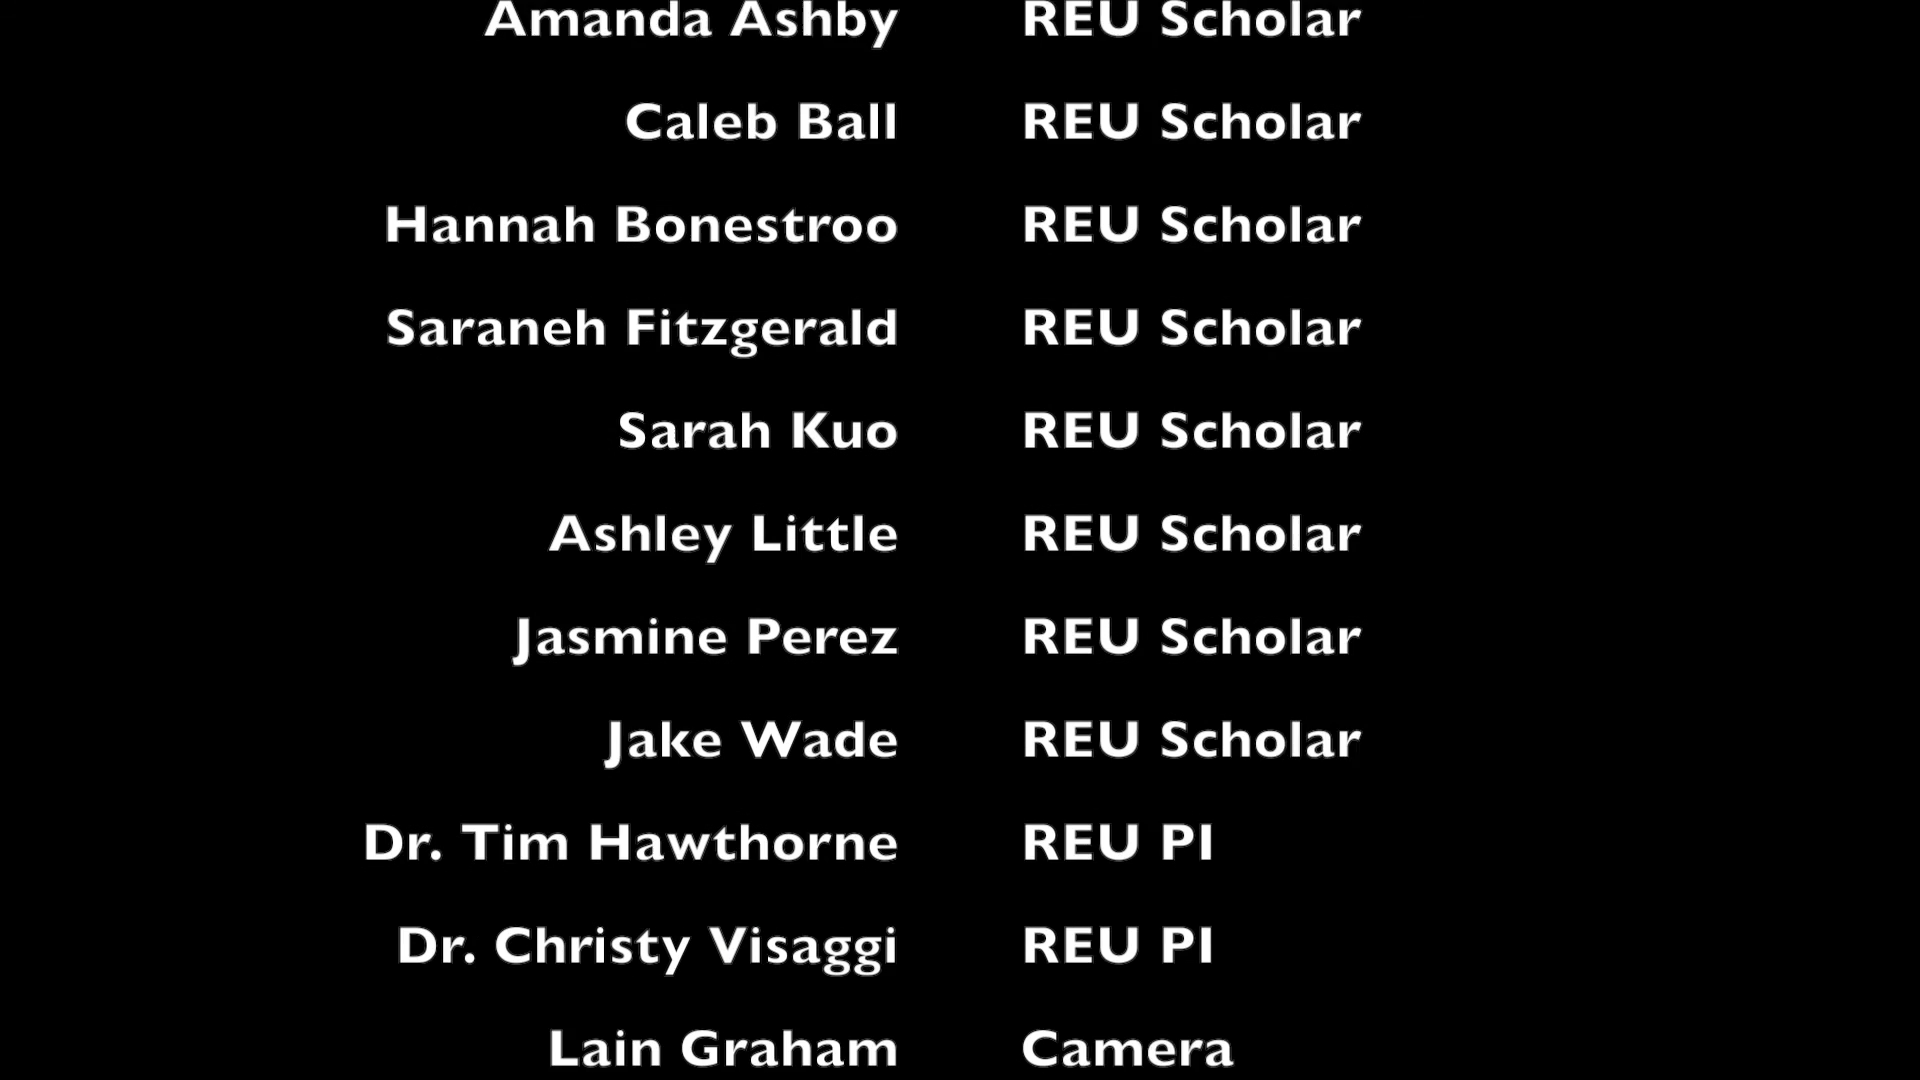 Amanda Ashby REU Scholar
Caleb Ball REU Scholar
Hannah Bonestroo REU Scholar
Saraneh Fitzgerald REU Scholar
Sarah Kuo REU Scholar
Ashley Little REU Scholar
Jasmine Perez REU Scholar
Jake Wade REU Scholar
Dr. Tim Hawthorne REU PI
Dr. Christy Visaggi REU PI
Lain Graham Camera